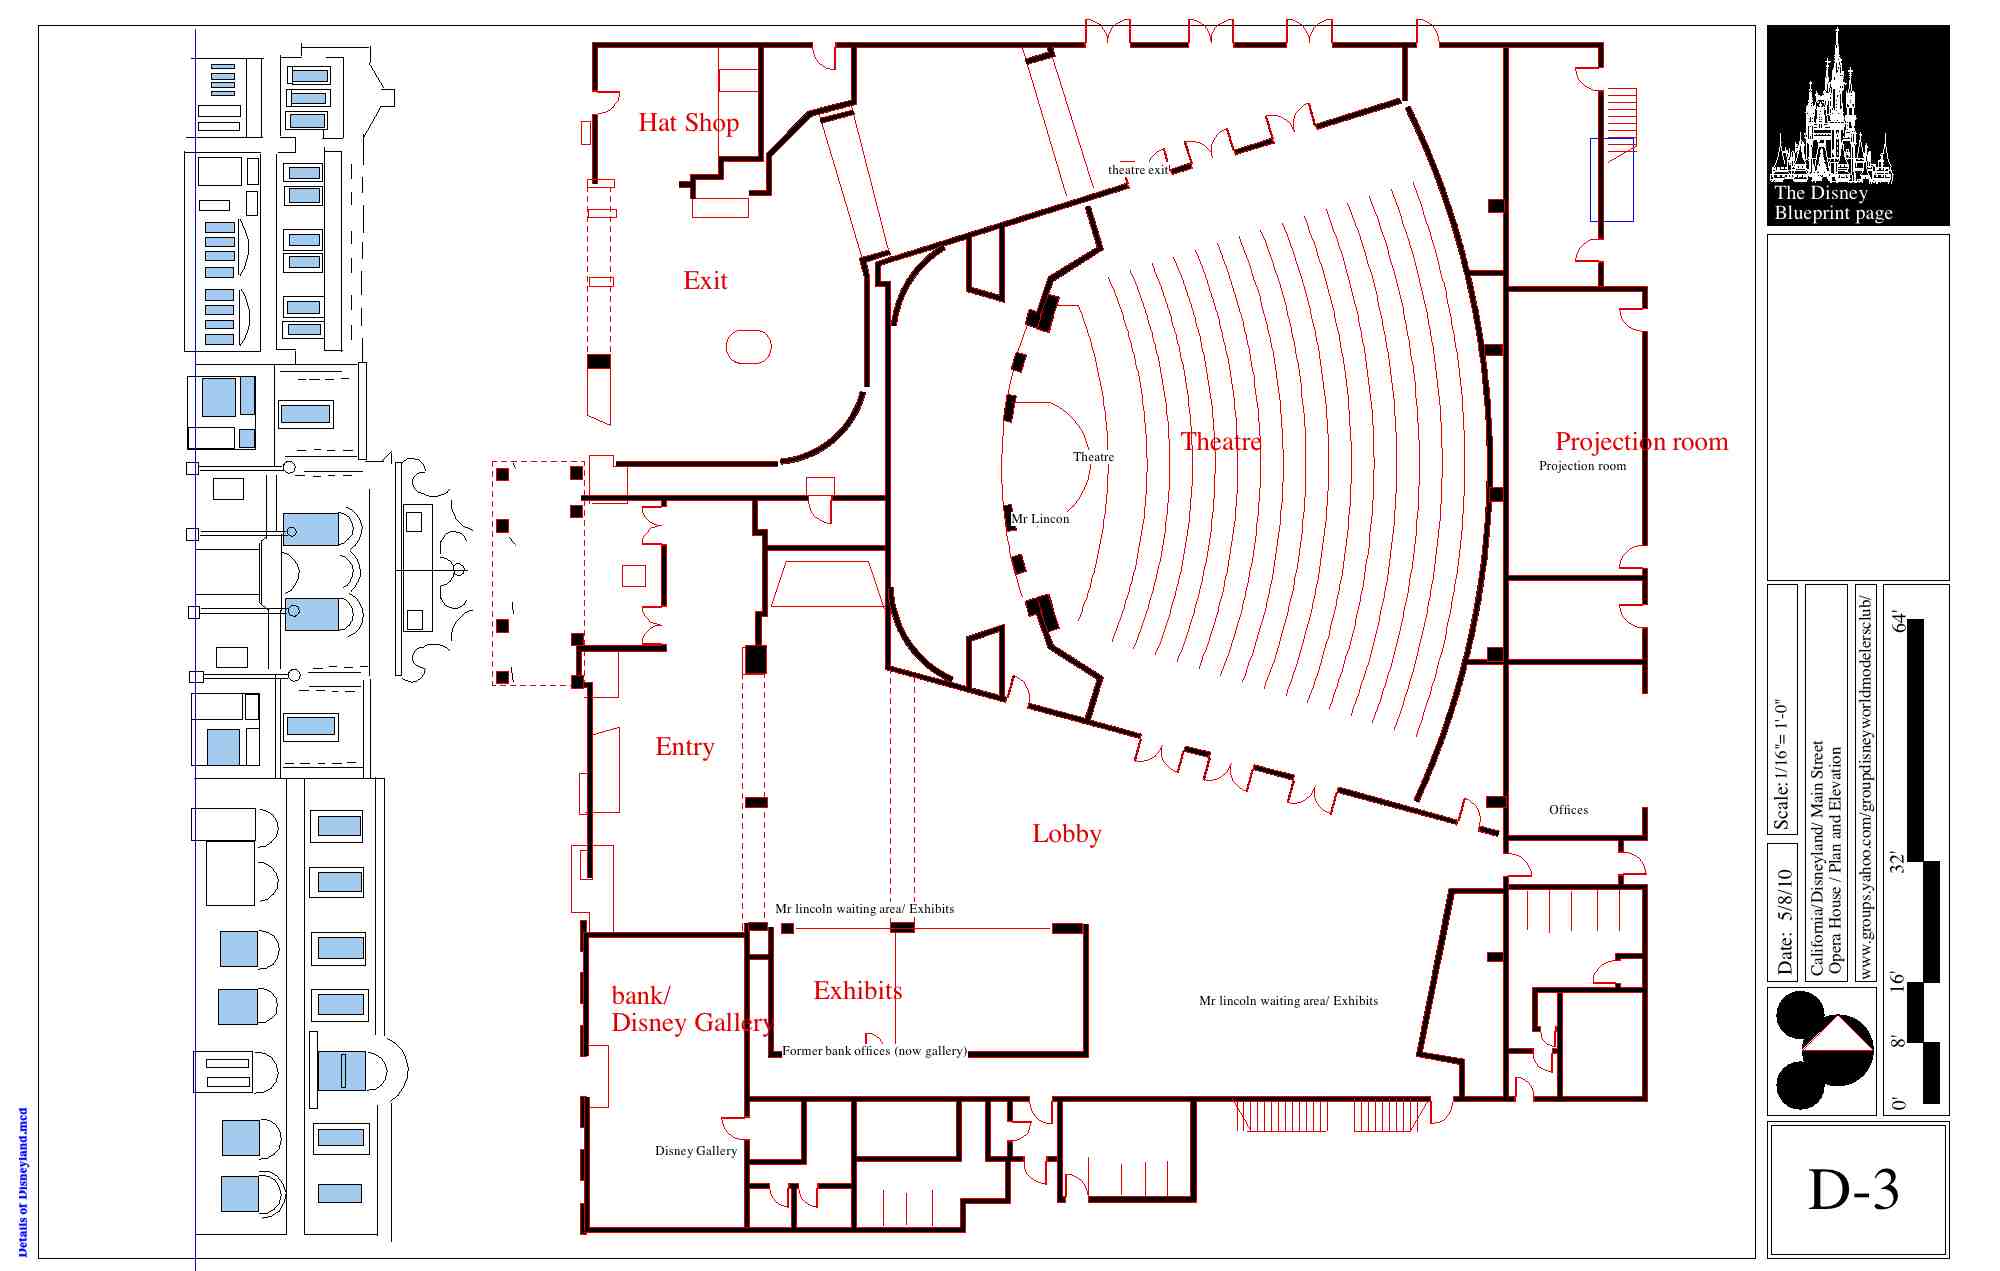 Hat Shop
theatre exit
Exit
Theatre
Theatre
Projection room
Projection room
Mr Lincon
Entry
Offices
Lobby
Mr lincoln waiting area/ Exhibits
bank/
Disney Gallery
Exhibits
Mr lincoln waiting area/ Exhibits
Former bank offices (now gallery)
Disney Gallery
Details of Disneyland.mcd
The Disney
Blueprint page
Scale: 1/16"= 1'-0"
Date: 5/8/10
California/Disneyland/ Main Street
Opera House / Plan and Elevation
www.groups.yahoo.com/groupdisneyworldmodelersclub/
64'
32'
16'
8'
0'
D-3